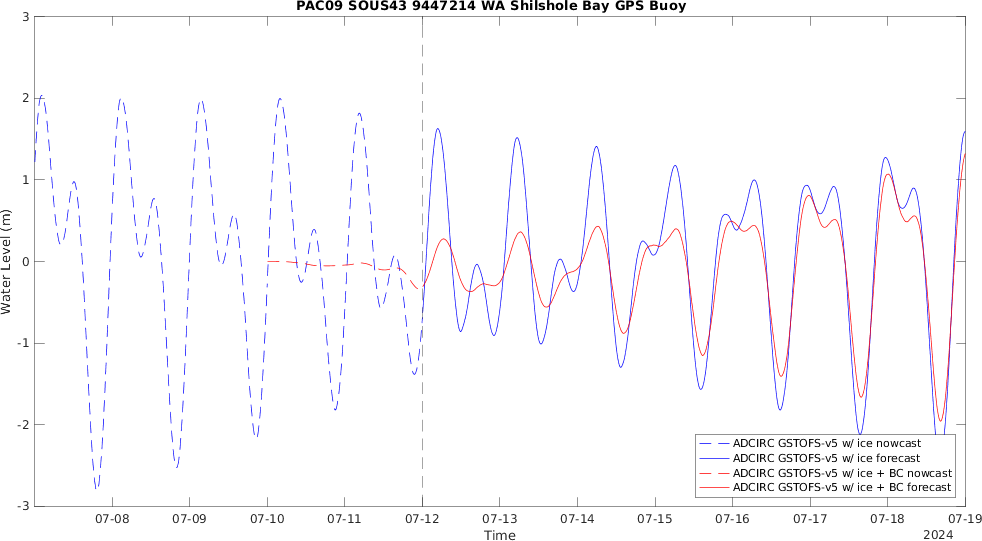 PAC09 SOUS43 9447214 WA Shilshole Bay GPS Buoy
Water Level (m)
3
2
1
0
-1
-2
-3
ADCIRC GSTOFS-v5 w/ ice nowcast
ADCIRC GSTOFS-v5 w/ ice forecast
ADCIRC GSTOFS-v5 w/ ice + BC nowcast
ADCIRC GSTOFS-v5 w/ ice + BC forecast
07-08 07-09 07-10 07-11 07-12 07-13 07-14 07-15 07-16 07-17 07-18 07-19
Time
2024